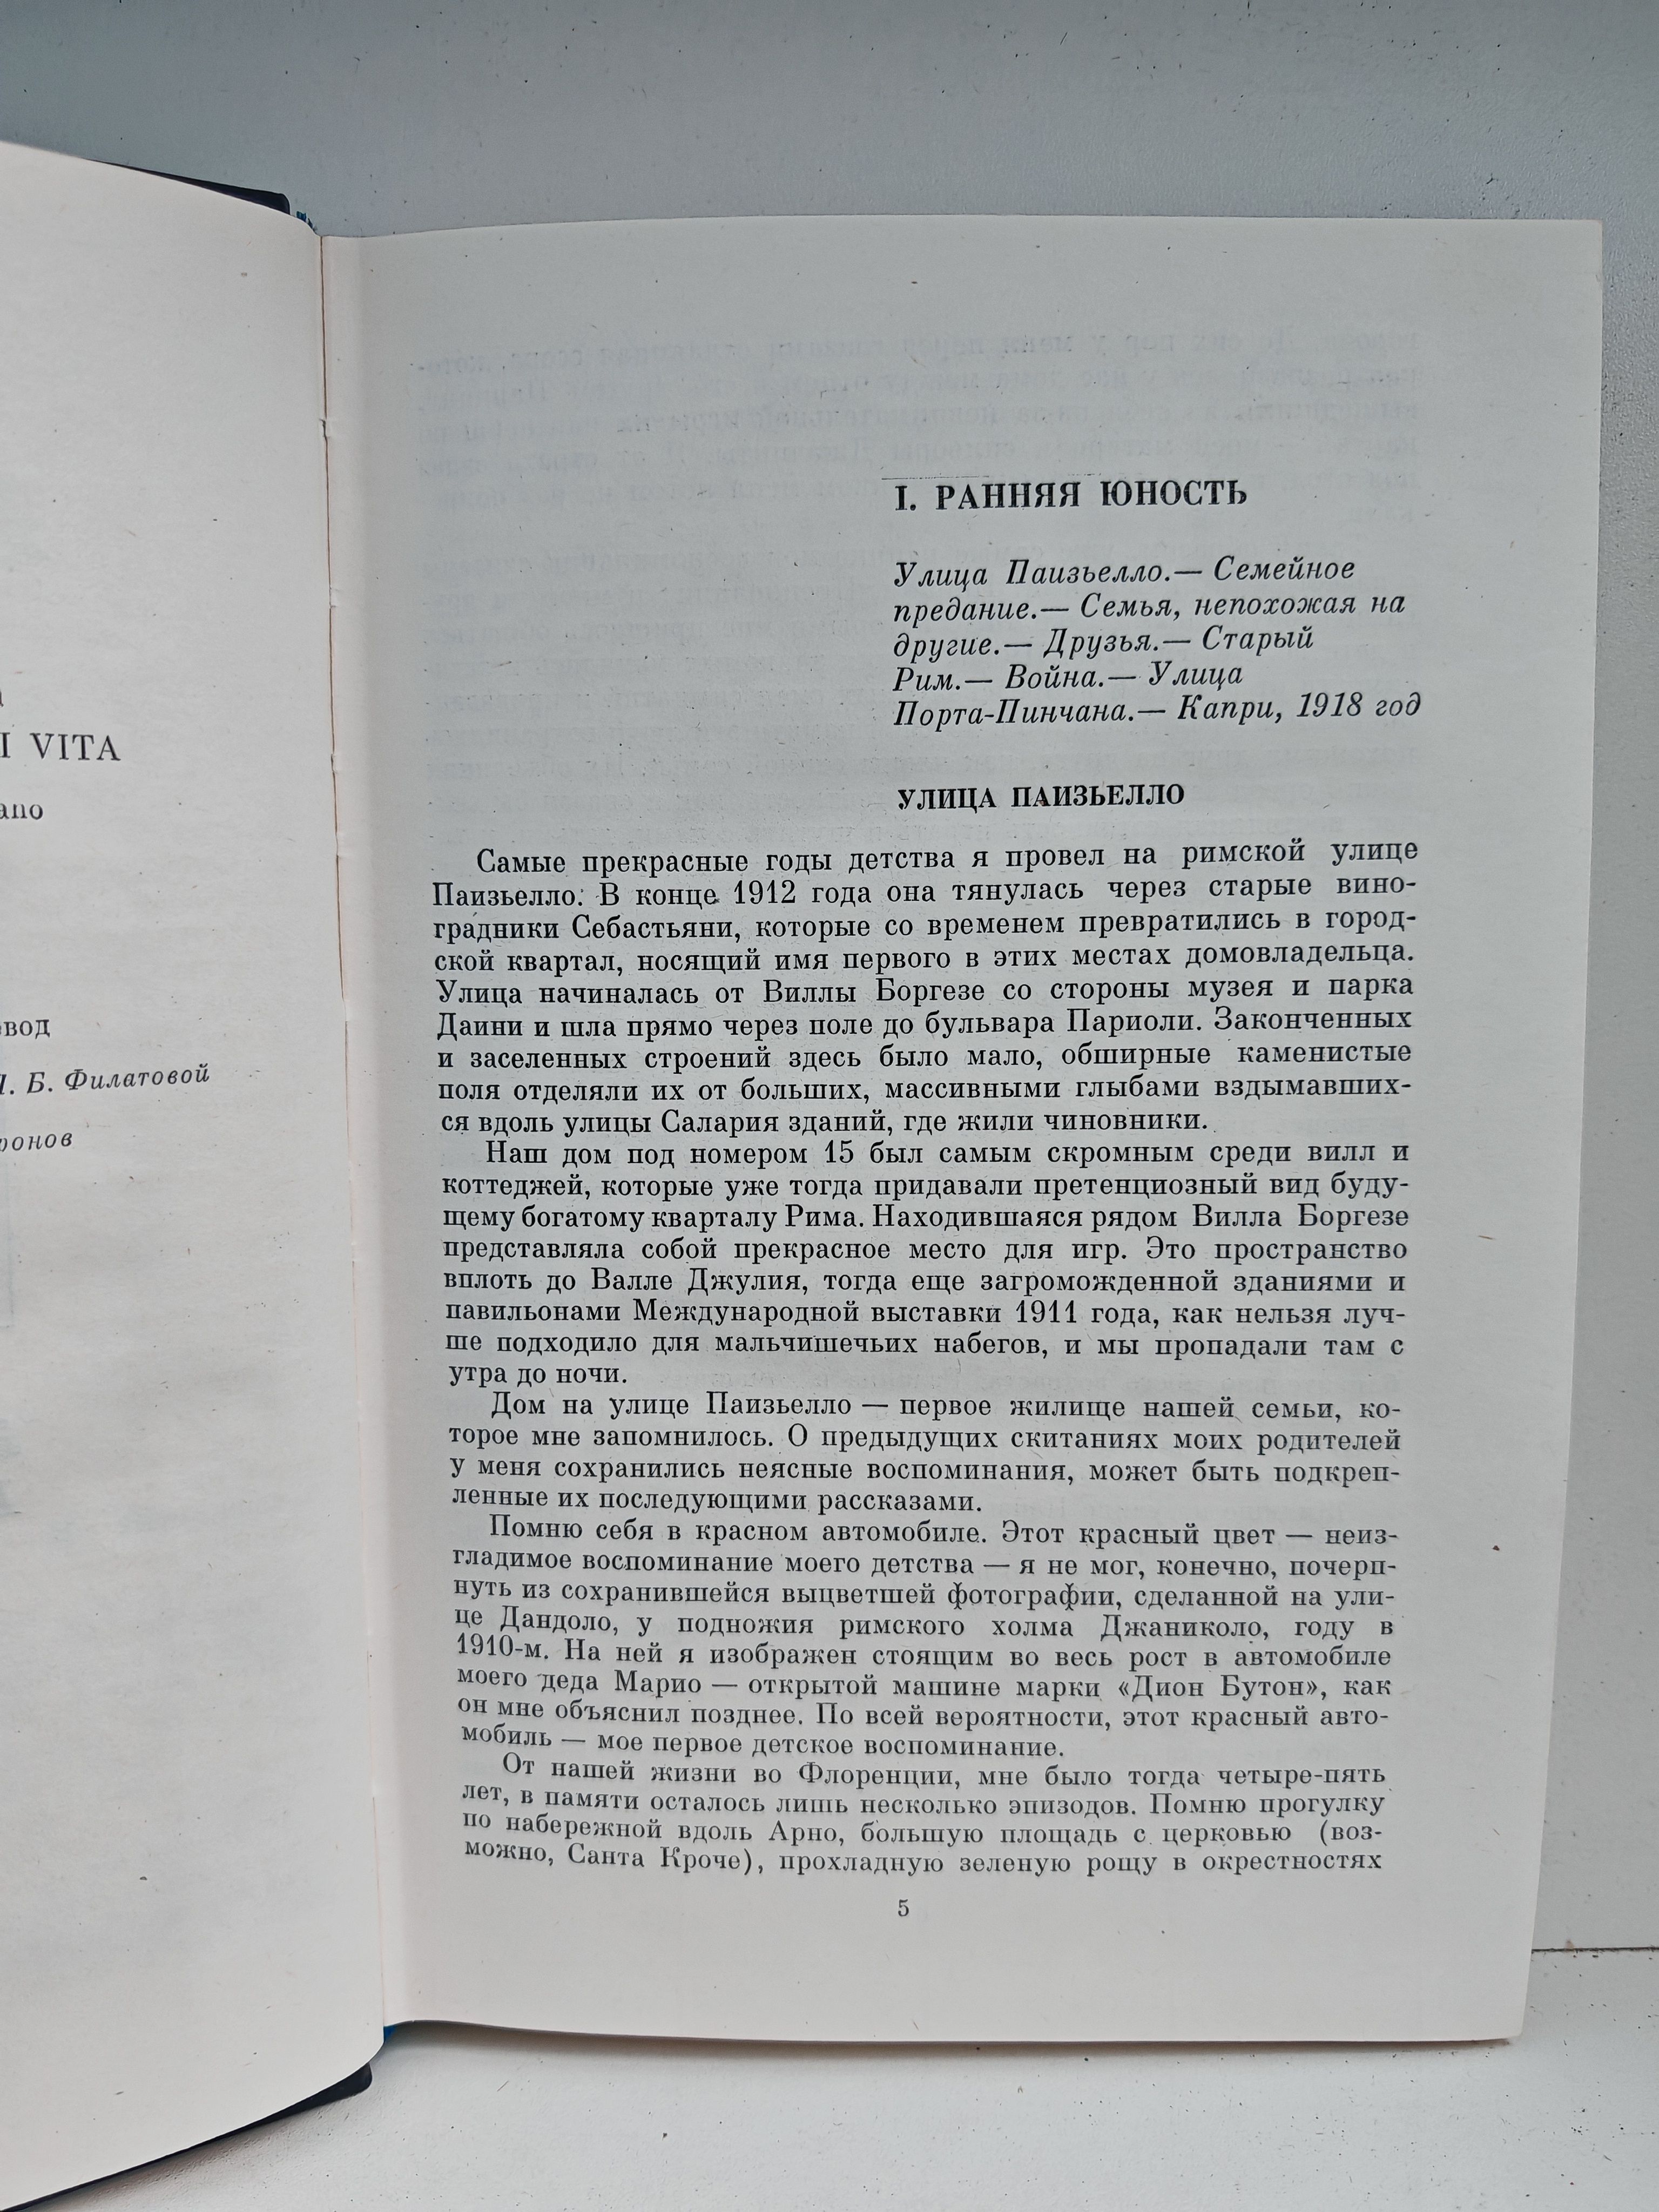 I VITA
Б. Филатовой
I. РАННЯЯ ЮНОСТЬ
Улица Паизьелло.— Семейное
предание.— Семья, непохожая на
другие.— Друзья.— Старый
Рим.— Война.— Улица
Порта-Пинчана.— Капри, 1918 год
УЛИЦА ПАИЗЬЕЛЛО
Самые прекрасные годы детства я провел на римской улице
Паизьелло. В конце 1912 года она тянулась через старые вино-
градники Себастьяни, которые со временем превратились в город-
ской квартал, носящий имя первого в этих местах домовладельца.
Улица начиналась от Виллы Боргезе со стороны музея и парка
Даини и шла прямо через поле до бульвара Париоли. Законченных
и заселенных строений здесь было мало, обширные каменистые
поля отделяли их от больших, массивными глыбами вздымавших-
ся вдоль улицы Салария зданий, где жили чиновники.
Наш дом под номером 15 был самым скромным среди вилл и
коттеджей, которые уже тогда придавали претенциозный вид буду-
щему богатому кварталу Рима. Находившаяся рядом Вилла Боргезе
представляла собой прекрасное место для игр. Это пространство
вплоть до Валле Джулия, тогда еще загроможденной зданиями и
павильонами Международной выставки 1911 года, как нельзя луч-
ше подходило для мальчишечьих набегов, и мы пропадали там с
утра до ночи.
Дом на улице Паизьелло — первое жилище нашей семьи, ко-
торое мне запомнилось. О предыдущих скитаниях моих родителей
у меня сохранились неясные воспоминания, может быть подкреп-
ленные их последующими рассказами.
Помню себя в красном автомобиле. Этот красный цвет — неиз-
гладимое воспоминание моего детства — я не мог, конечно, почерп-
нуть из сохранившейся выцветшей фотографии, сделанной на ули-
це Дандоло, у подножия римского холма Джаниколо, году в
1910-м. На ней я изображен стоящим во весь рост в автомобиле
моего деда Марио — открытой машине марки «Дион Бутон», как
он мне объяснил позднее. По всей вероятности, этот красный авто-
мобиль — мое первое детское воспоминание.
От нашей жизни во Флоренции, мне было тогда четыре-пять
лет, в памяти осталось лишь несколько эпизодов. Помню прогулку
по набережной вдоль Арно, большую площадь с церковью (воз-
можно, Санта Кроче), прохладную зеленую рощу в окрестностях
5